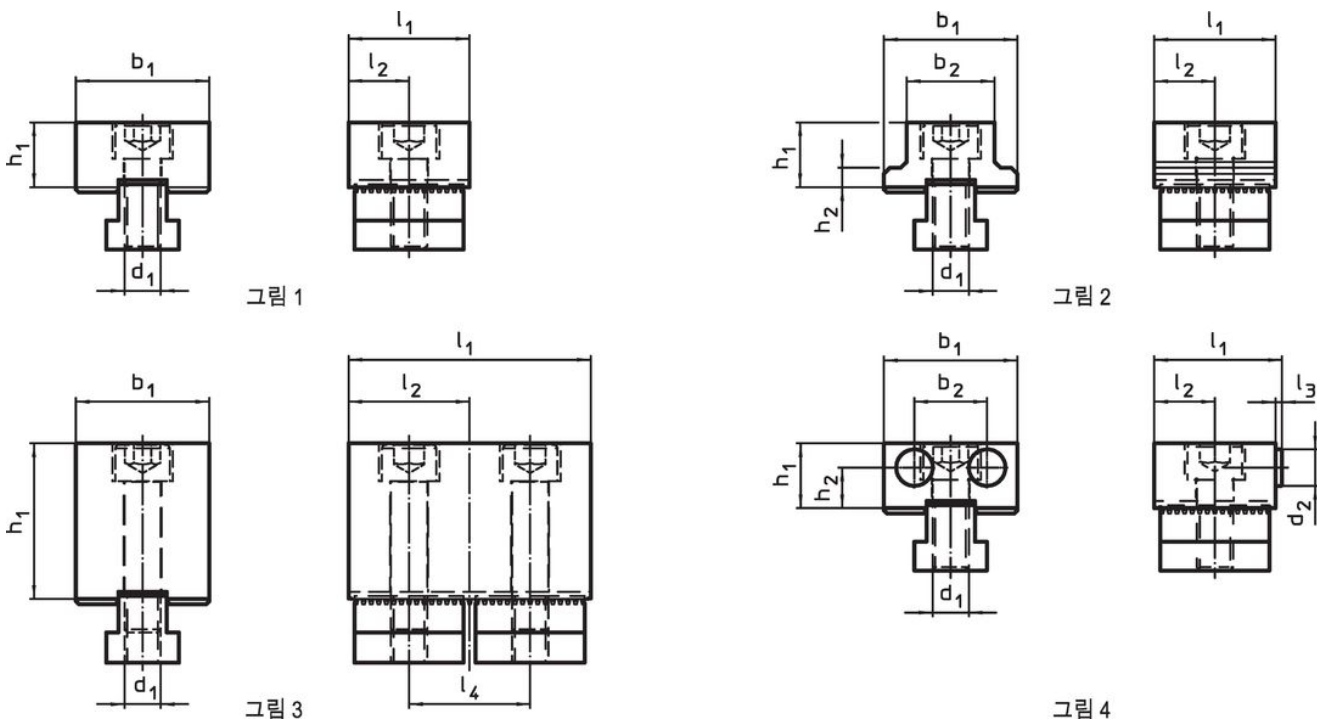 b₁
l₁
l₂
h₁
d₁
그림 1
b₁
b₂
l₁
l₂
h₁
h₂
d₁
그림 2
b₁
l₁
l₂
h₁
d₁
l₄
그림 3
b₁
b₂
l₁
l₂
l₃
h₁
h₂
d₂
d₁
그림 4